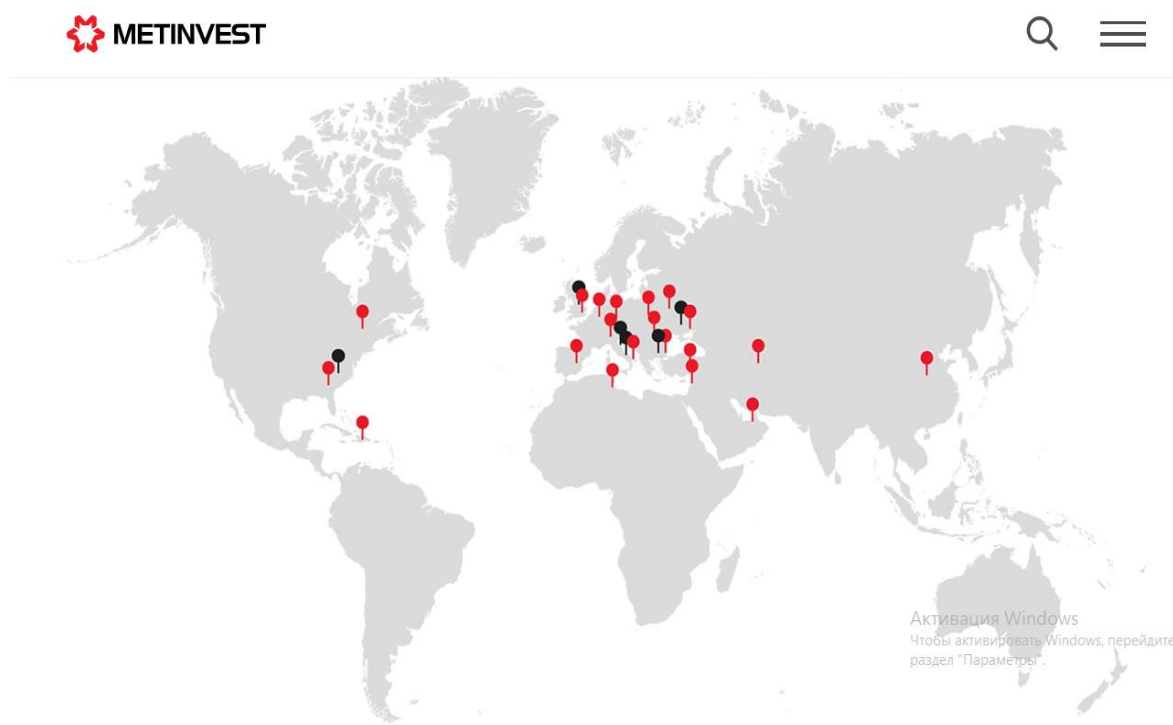 METINVEST
Активация Windows
Чтобы активировать Windows, перейдите
раздел "Параметры".